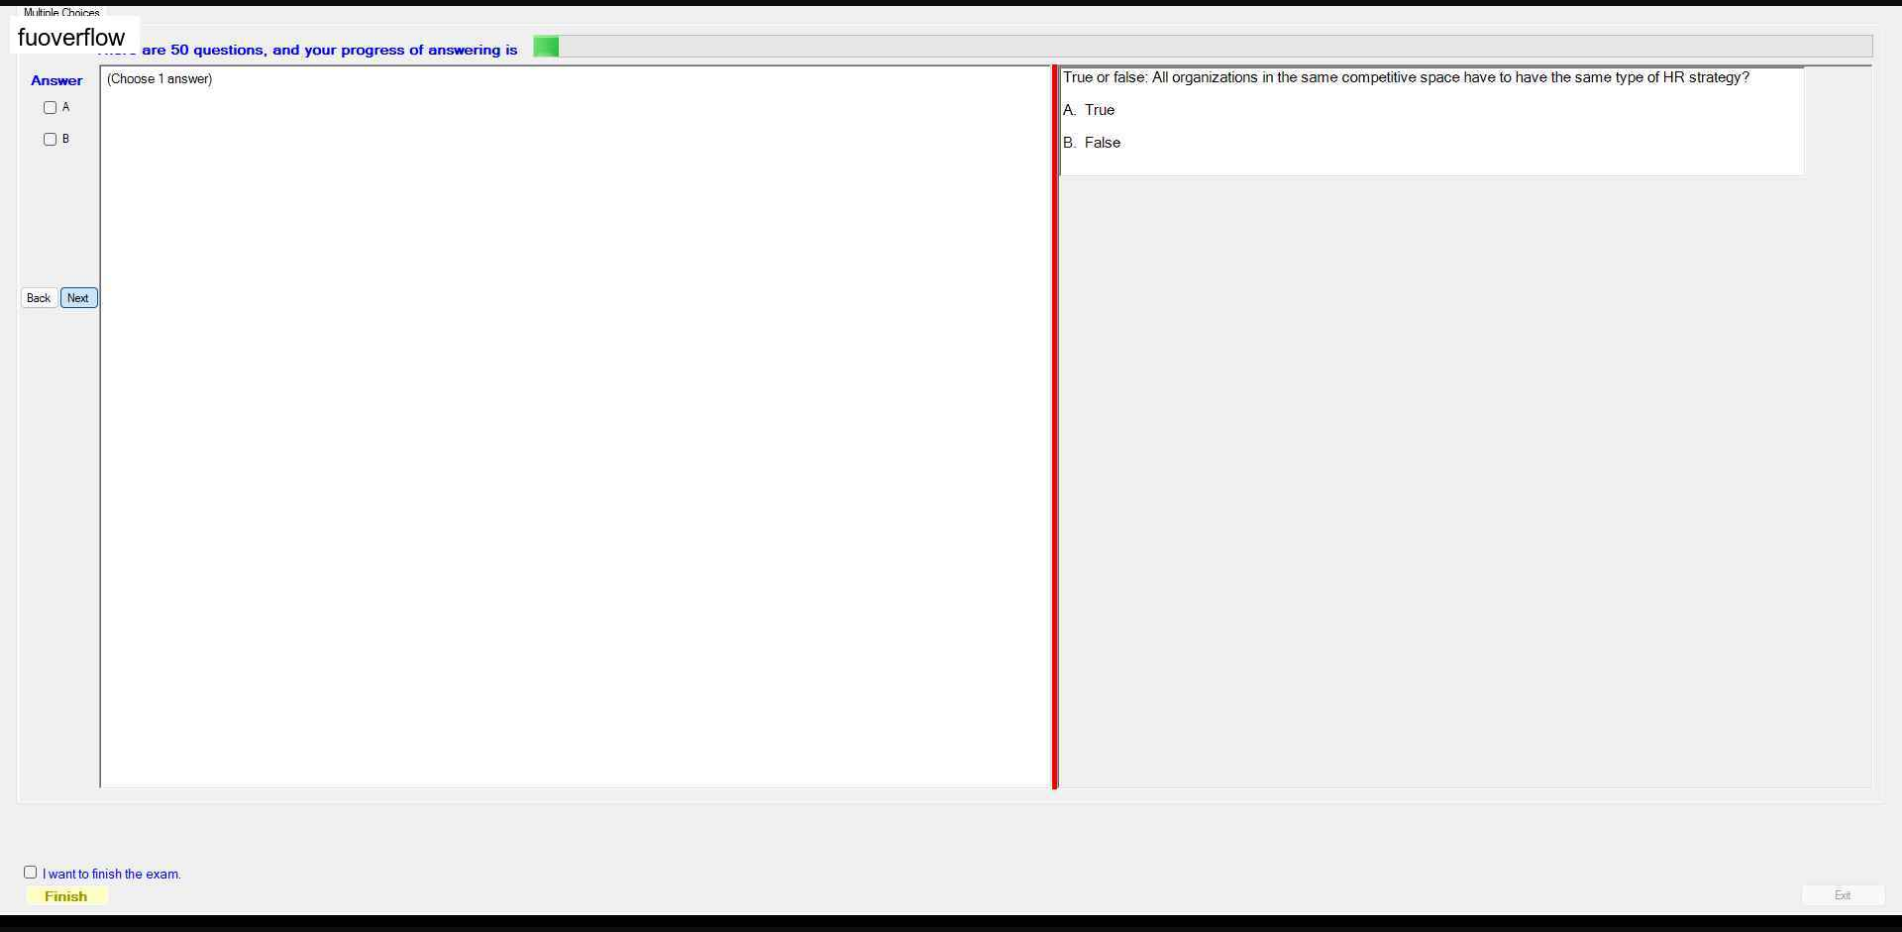 Multiple Choices
fuoverflow
are 50 questions, and your progress of answering is
Answer
(Choose 1 answer)
A
B
Back Next
True or false: All organizations in the same competitive space have to have the same type of HR strategy?
A. True
B. False
I want to finish the exam.
Finish
Exit